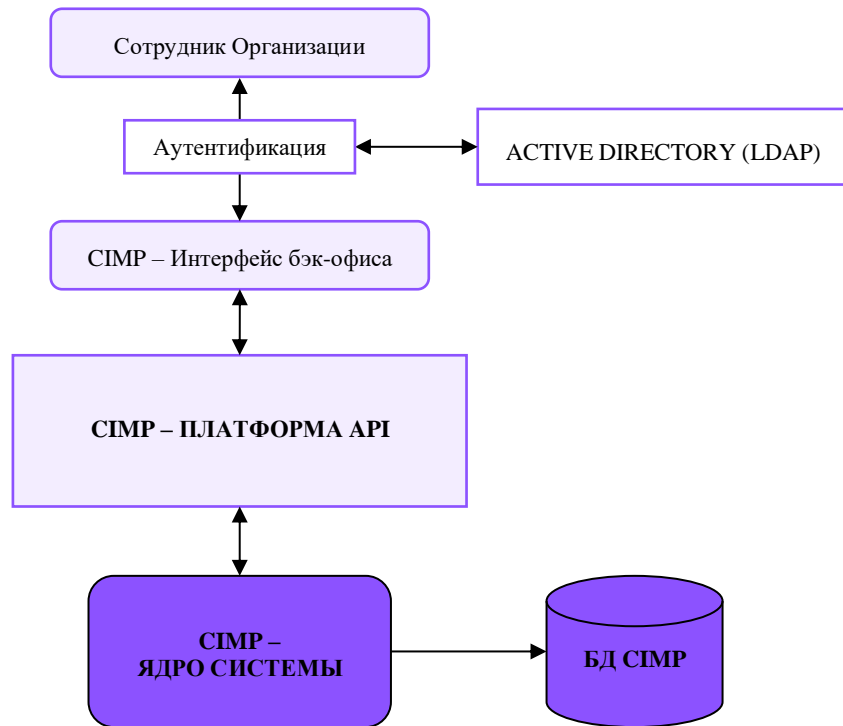 Сотрудник Организации
Аутентификация
ACTIVE DIRECTORY (LDAP)
CIMP – Интерфейс бэк-офиса
CIMP – ПЛАТФОРМА API
CIMP –
ЯДРО СИСТЕМЫ
БД CIMP